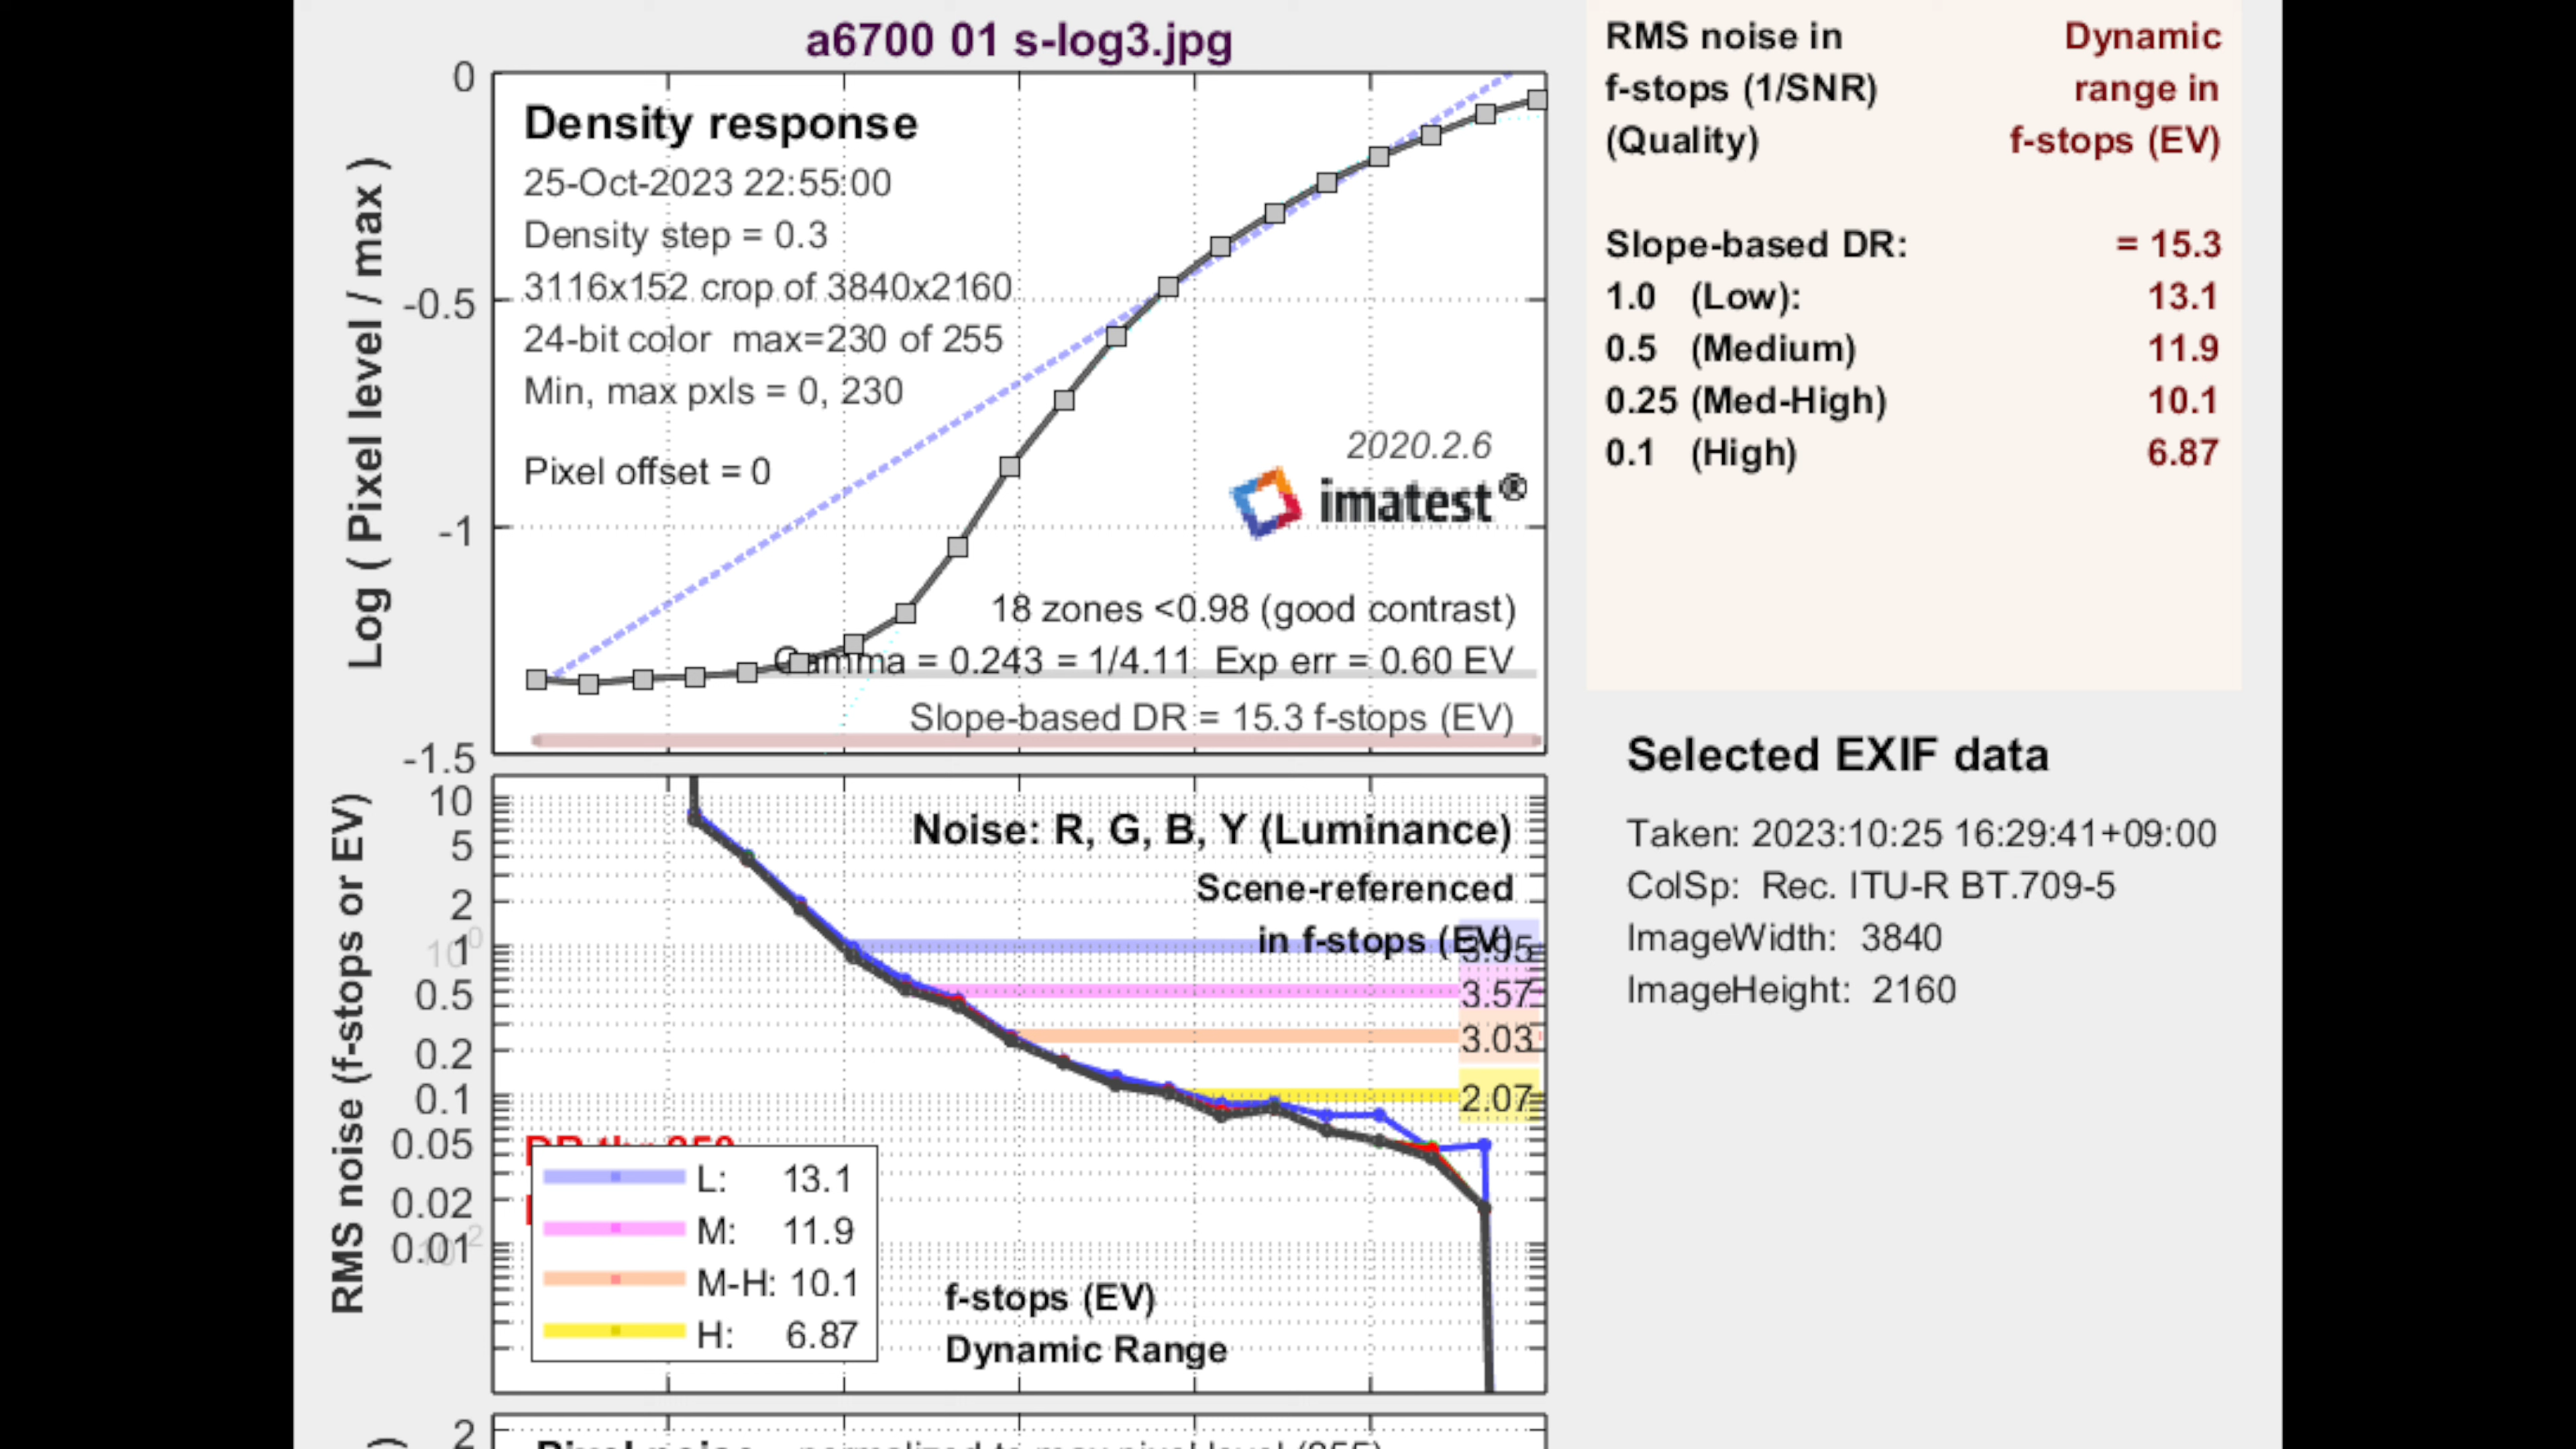 a6700 01 s-log3.jpg
Log ( Pixel level / max )
0
-0.5
-1
-1.5
Density response
25-Oct-2023 22:55:00
Density step = 0.3
3116x152 crop of 3840x2160
24-bit color max=230 of 255
Min, max pxls = 0, 230
Pixel offset = 0
2020.2.6
imatest®
18 zones <0.98 (good contrast)
Gamma = 0.243 = 1/4.11 Exp err = 0.60 EV
Slope-based DR = 15.3 f-stops (EV)
RMS noise (f-stops or EV)
10
5
2
1
0.5
0.2
0.1
0.05
0.02
0.01
Noise: R, G, B, Y (Luminance)
Scene-referenced
in f-stops (EV)
3.95
3.57
3.03
2.07
L: 13.1
M: 11.9
M-H: 10.1
H: 6.87
f-stops (EV)
Dynamic Range
2
RMS noise in Dynamic
f-stops (1/SNR) range in
(Quality) f-stops (EV)
Slope-based DR: = 15.3
1.0 (Low): 13.1
0.5 (Medium) 11.9
0.25 (Med-High) 10.1
0.1 (High) 6.87
Selected EXIF data
Taken: 2023:10:25 16:29:41+09:00
ColSp: Rec. ITU-R BT.709-5
ImageWidth: 3840
ImageHeight: 2160